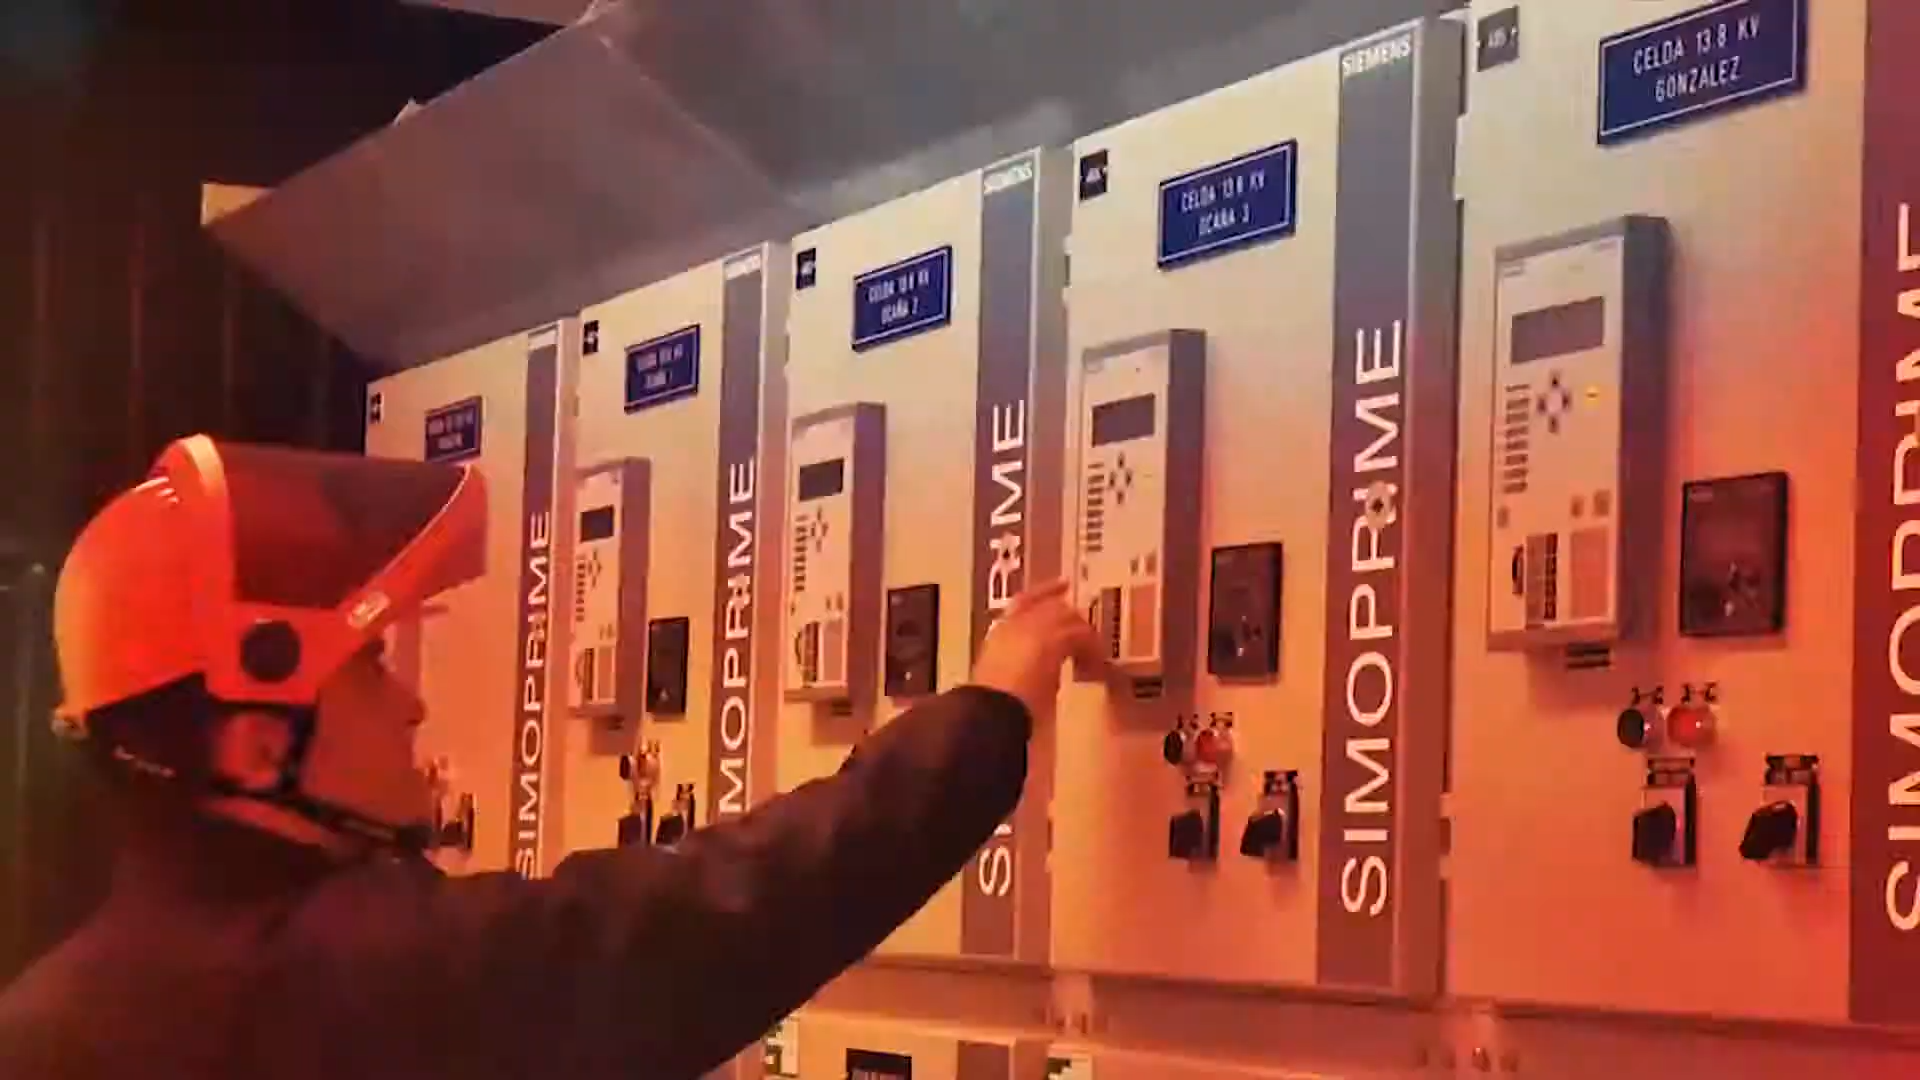 SIEMENS
SIEMENS
SIEMENS
CELDA 13.8 KV
OCAÑA 2
CELDA 13.8 KV
OCAÑA 3
CELDA 13.8 KV
GONZALEZ
SIMOPRIME
SIMOPRIME
SIMOPRIME
SIMOPRIME
SIMOPRIME